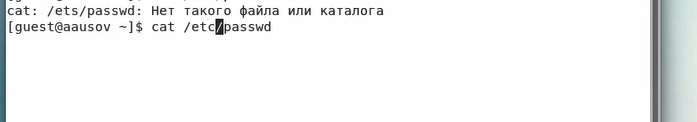 cat: /ets/passwd: Нет такого файла или каталога
[guest@aausov ~]$ cat /etc/passwd